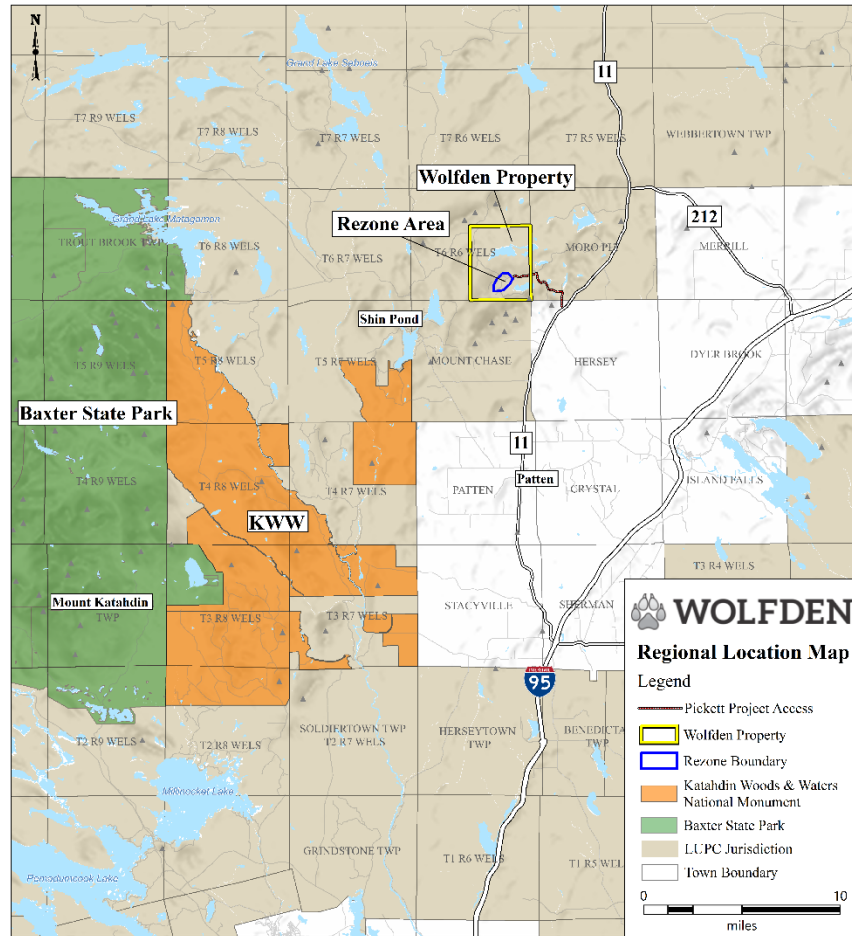 N
Grand Lake Seboeis
11
T7 R9 WELS
T7 R8 WELS
T7 R7 WELS
T7 R6 WELS
T7 R5 WELS
WEBBERTOWN TWP
Wolfden Property
212
Rezone Area
Grand Lake Matagamon
TROUT BROOK TWP
T6 R8 WELS
T6 R7 WELS
T6 R6 WELS
MORO PLT
MERRILL
Shin Pond
T5 R9 WELS
T5 R8 WELS
T5 R7 WELS
MOUNT CHASE
HERSEY
DYER BROOK
Baxter State Park
11
T4 R9 WELS
T4 R8 WELS
T4 R7 WELS
PATTEN
Patten
CRYSTAL
ISLAND FALLS
KWW
T3 R4 WELS
Mount Katahdin
TWP
T3 R8 WELS
T3 R7 WELS
STACYVILLE
SHERMAN
WOLFDEN
Regional Location Map
Legend
95
Pickett Project Access
Wolfden Property
Rezone Boundary
Katahdin Woods & Waters
National Monument
Baxter State Park
LUPC Jurisdiction
Town Boundary
0 10
miles
T2 R9 WELS
T2 R8 WELS
SOLDIERTOWN TWP
T2 R7 WELS
HERSEYTOWN
TWP
BENEDICTA
TWP
Millinocket Lake
GRINDSTONE TWP
T1 R6 WELS
T1 R5 WEL
Pemadumcook Lake